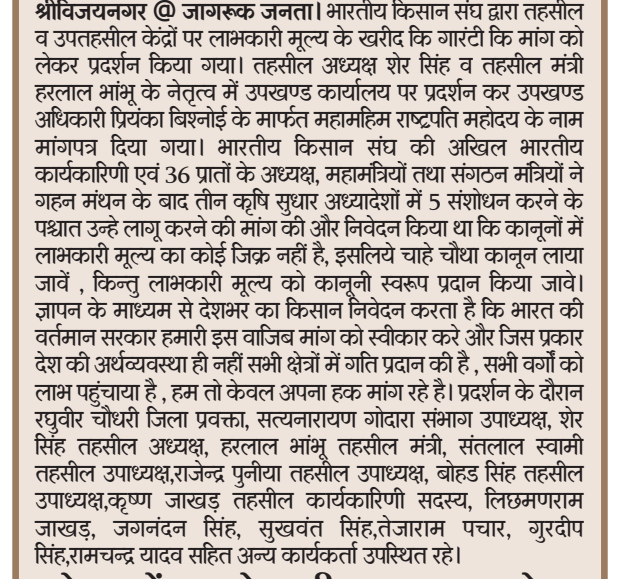 श्रीविजयनगर @ जागरूक जनता। भारतीय किसान संघ द्वारा तहसील
व उपतहसील केंद्रों पर लाभकारी मूल्य के खरीद कि गारंटी कि मांग को
लेकर प्रदर्शन किया गया। तहसील अध्यक्ष शेर सिंह व तहसील मंत्री
हरलाल भांभू के नेतृत्व में उपखण्ड कार्यालय पर प्रदर्शन कर उपखण्ड
अधिकारी प्रियंका बिश्नोई के मार्फत महामहिम राष्ट्रपति महोदय के नाम
मांगपत्र दिया गया। भारतीय किसान संघ की अखिल भारतीय
कार्यकारिणी एवं 36 प्रातों के अध्यक्ष, महामंत्रियों तथा संगठन मंत्रियों ने
गहन मंथन के बाद तीन कृषि सुधार अध्यादेशों में 5 संशोधन करने के
पश्चात उन्हे लागू करने की मांग की और निवेदन किया था कि कानूनों में
लाभकारी मूल्य का कोई जिक्र नहीं है, इसलिये चाहे चौथा कानून लाया
जावें , किन्तु लाभकारी मूल्य को कानूनी स्वरूप प्रदान किया जावे।
ज्ञापन के माध्यम से देशभर का किसान निवेदन करता है कि भारत की
वर्तमान सरकार हमारी इस वाजिब मांग को स्वीकार करे और जिस प्रकार
देश की अर्थव्यवस्था ही नहीं सभी क्षेत्रों में गति प्रदान की है , सभी वर्गों को
लाभ पहुंचाया है , हम तो केवल अपना हक मांग रहे है। प्रदर्शन के दौरान
रघुवीर चौधरी जिला प्रवक्ता, सत्यनारायण गोदारा संभाग उपाध्यक्ष, शेर
सिंह तहसील अध्यक्ष, हरलाल भांभू तहसील मंत्री, संतलाल स्वामी
तहसील उपाध्यक्ष,राजेन्द्र पुनीया तहसील उपाध्यक्ष, बोहड सिंह तहसील
उपाध्यक्ष,कृष्ण जाखड़ तहसील कार्यकारिणी सदस्य, लिछमणराम
जाखड़, जगनंदन सिंह, सुखवंत सिंह,तेजाराम पचार, गुरदीप
सिंह,रामचन्द्र यादव सहित अन्य कार्यकर्ता उपस्थित रहे।